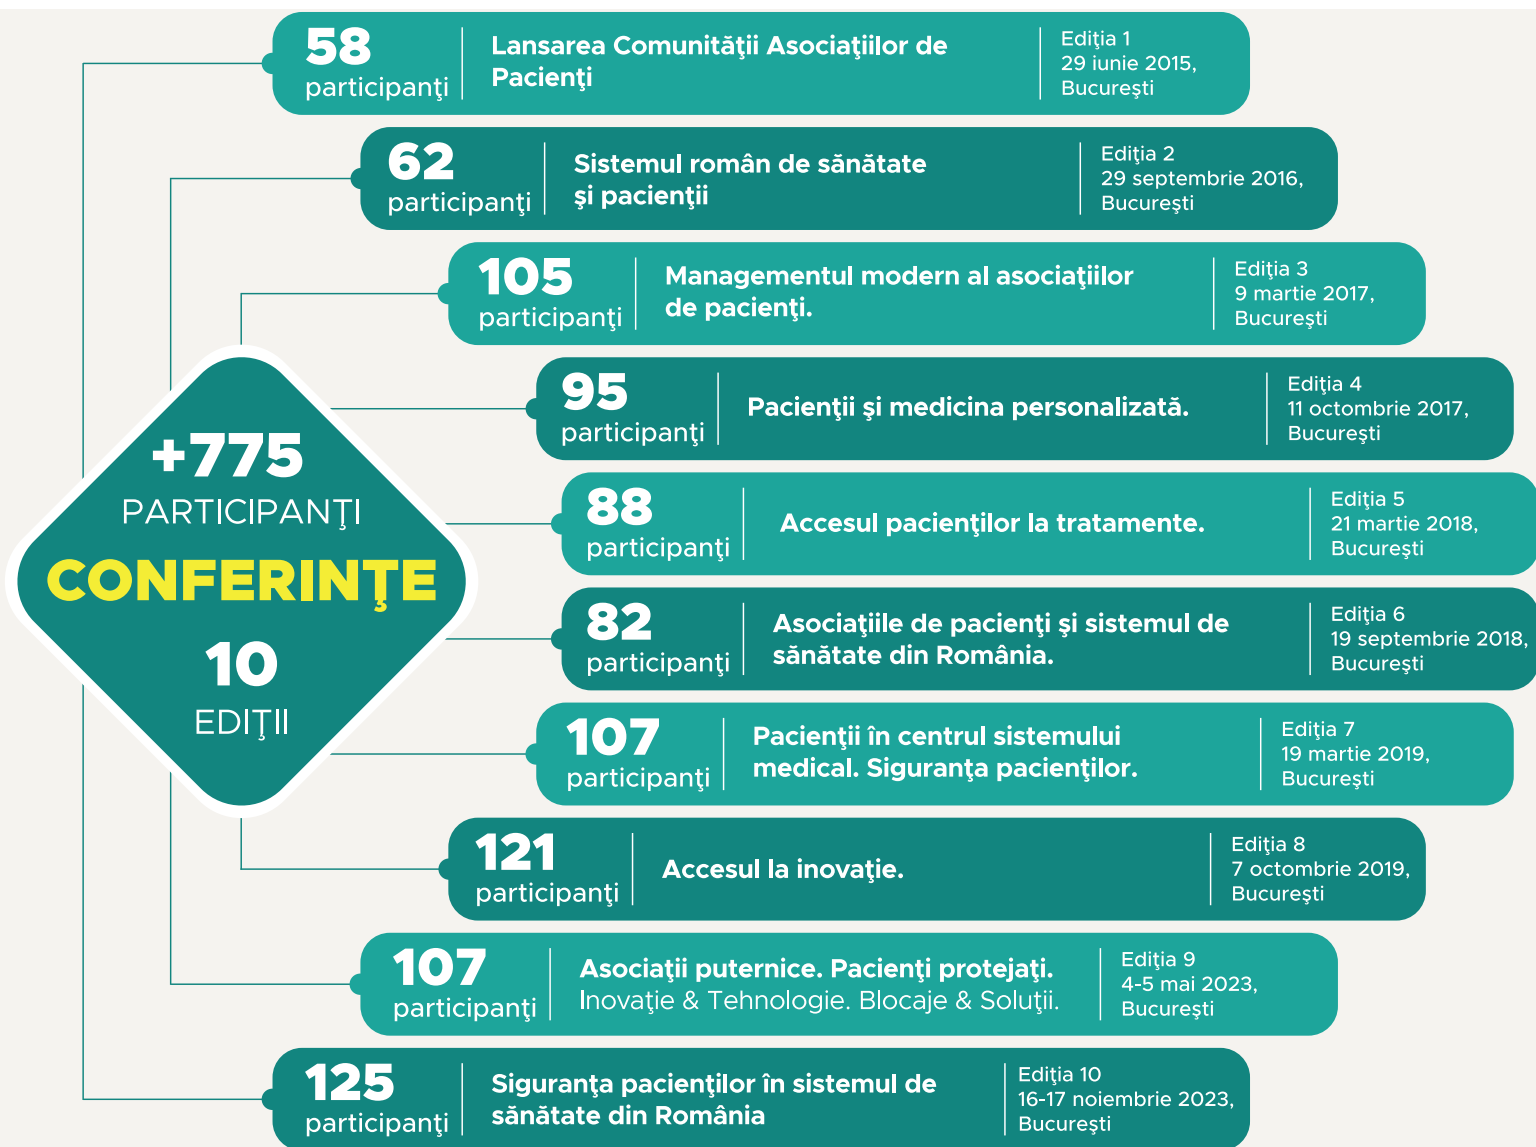 58
participanţi
Lansarea Comunităţii Asociaţiilor de
Pacienţi
Ediţia 1
29 iunie 2015,
Bucureşti
62
participanţi
Sistemul român de sănătate
şi pacienţii
Ediţia 2
29 septembrie 2016,
Bucureşti
105
participanţi
Managementul modern al asociaţiilor
de pacienţi.
Ediţia 3
9 martie 2017,
Bucureşti
95
participanţi
Pacienţii şi medicina personalizată.
Ediţia 4
11 octombrie 2017,
Bucureşti
+775
PARTICIPANŢI
CONFERINŢE
10
EDIŢII
88
participanţi
Accesul pacienţilor la tratamente.
Ediţia 5
21 martie 2018,
Bucureşti
82
participanţi
Asociaţiile de pacienţi şi sistemul de
sănătate din România.
Ediţia 6
19 septembrie 2018,
Bucureşti
107
participanţi
Pacienţii în centrul sistemului
medical. Siguranţa pacienţilor.
Ediţia 7
19 martie 2019,
Bucureşti
121
participanţi
Accesul la inovaţie.
Ediţia 8
7 octombrie 2019,
Bucureşti
107
participanţi
Asociaţii puternice. Pacienţi protejaţi.
Inovaţie & Tehnologie. Blocaje & Soluţii.
Ediţia 9
4-5 mai 2023,
Bucureşti
125
participanţi
Siguranţa pacienţilor în sistemul de
sănătate din România
Ediţia 10
16-17 noiembrie 2023,
Bucureşti